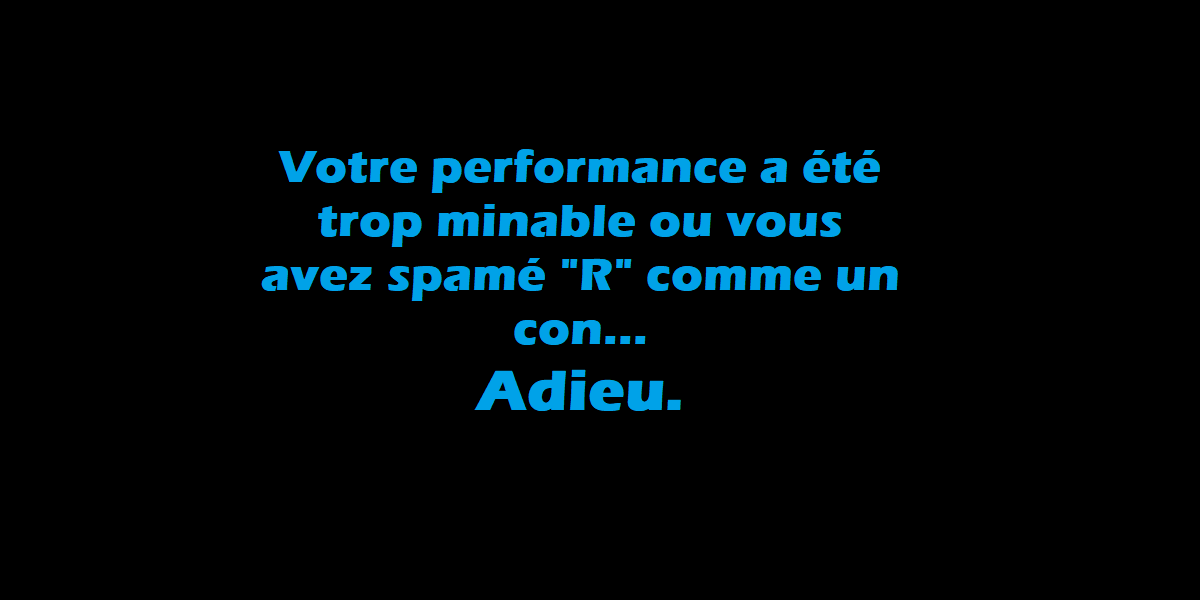 Votre performance a été
trop minable ou vous
avez spamé "R" comme un
con...
Adieu.